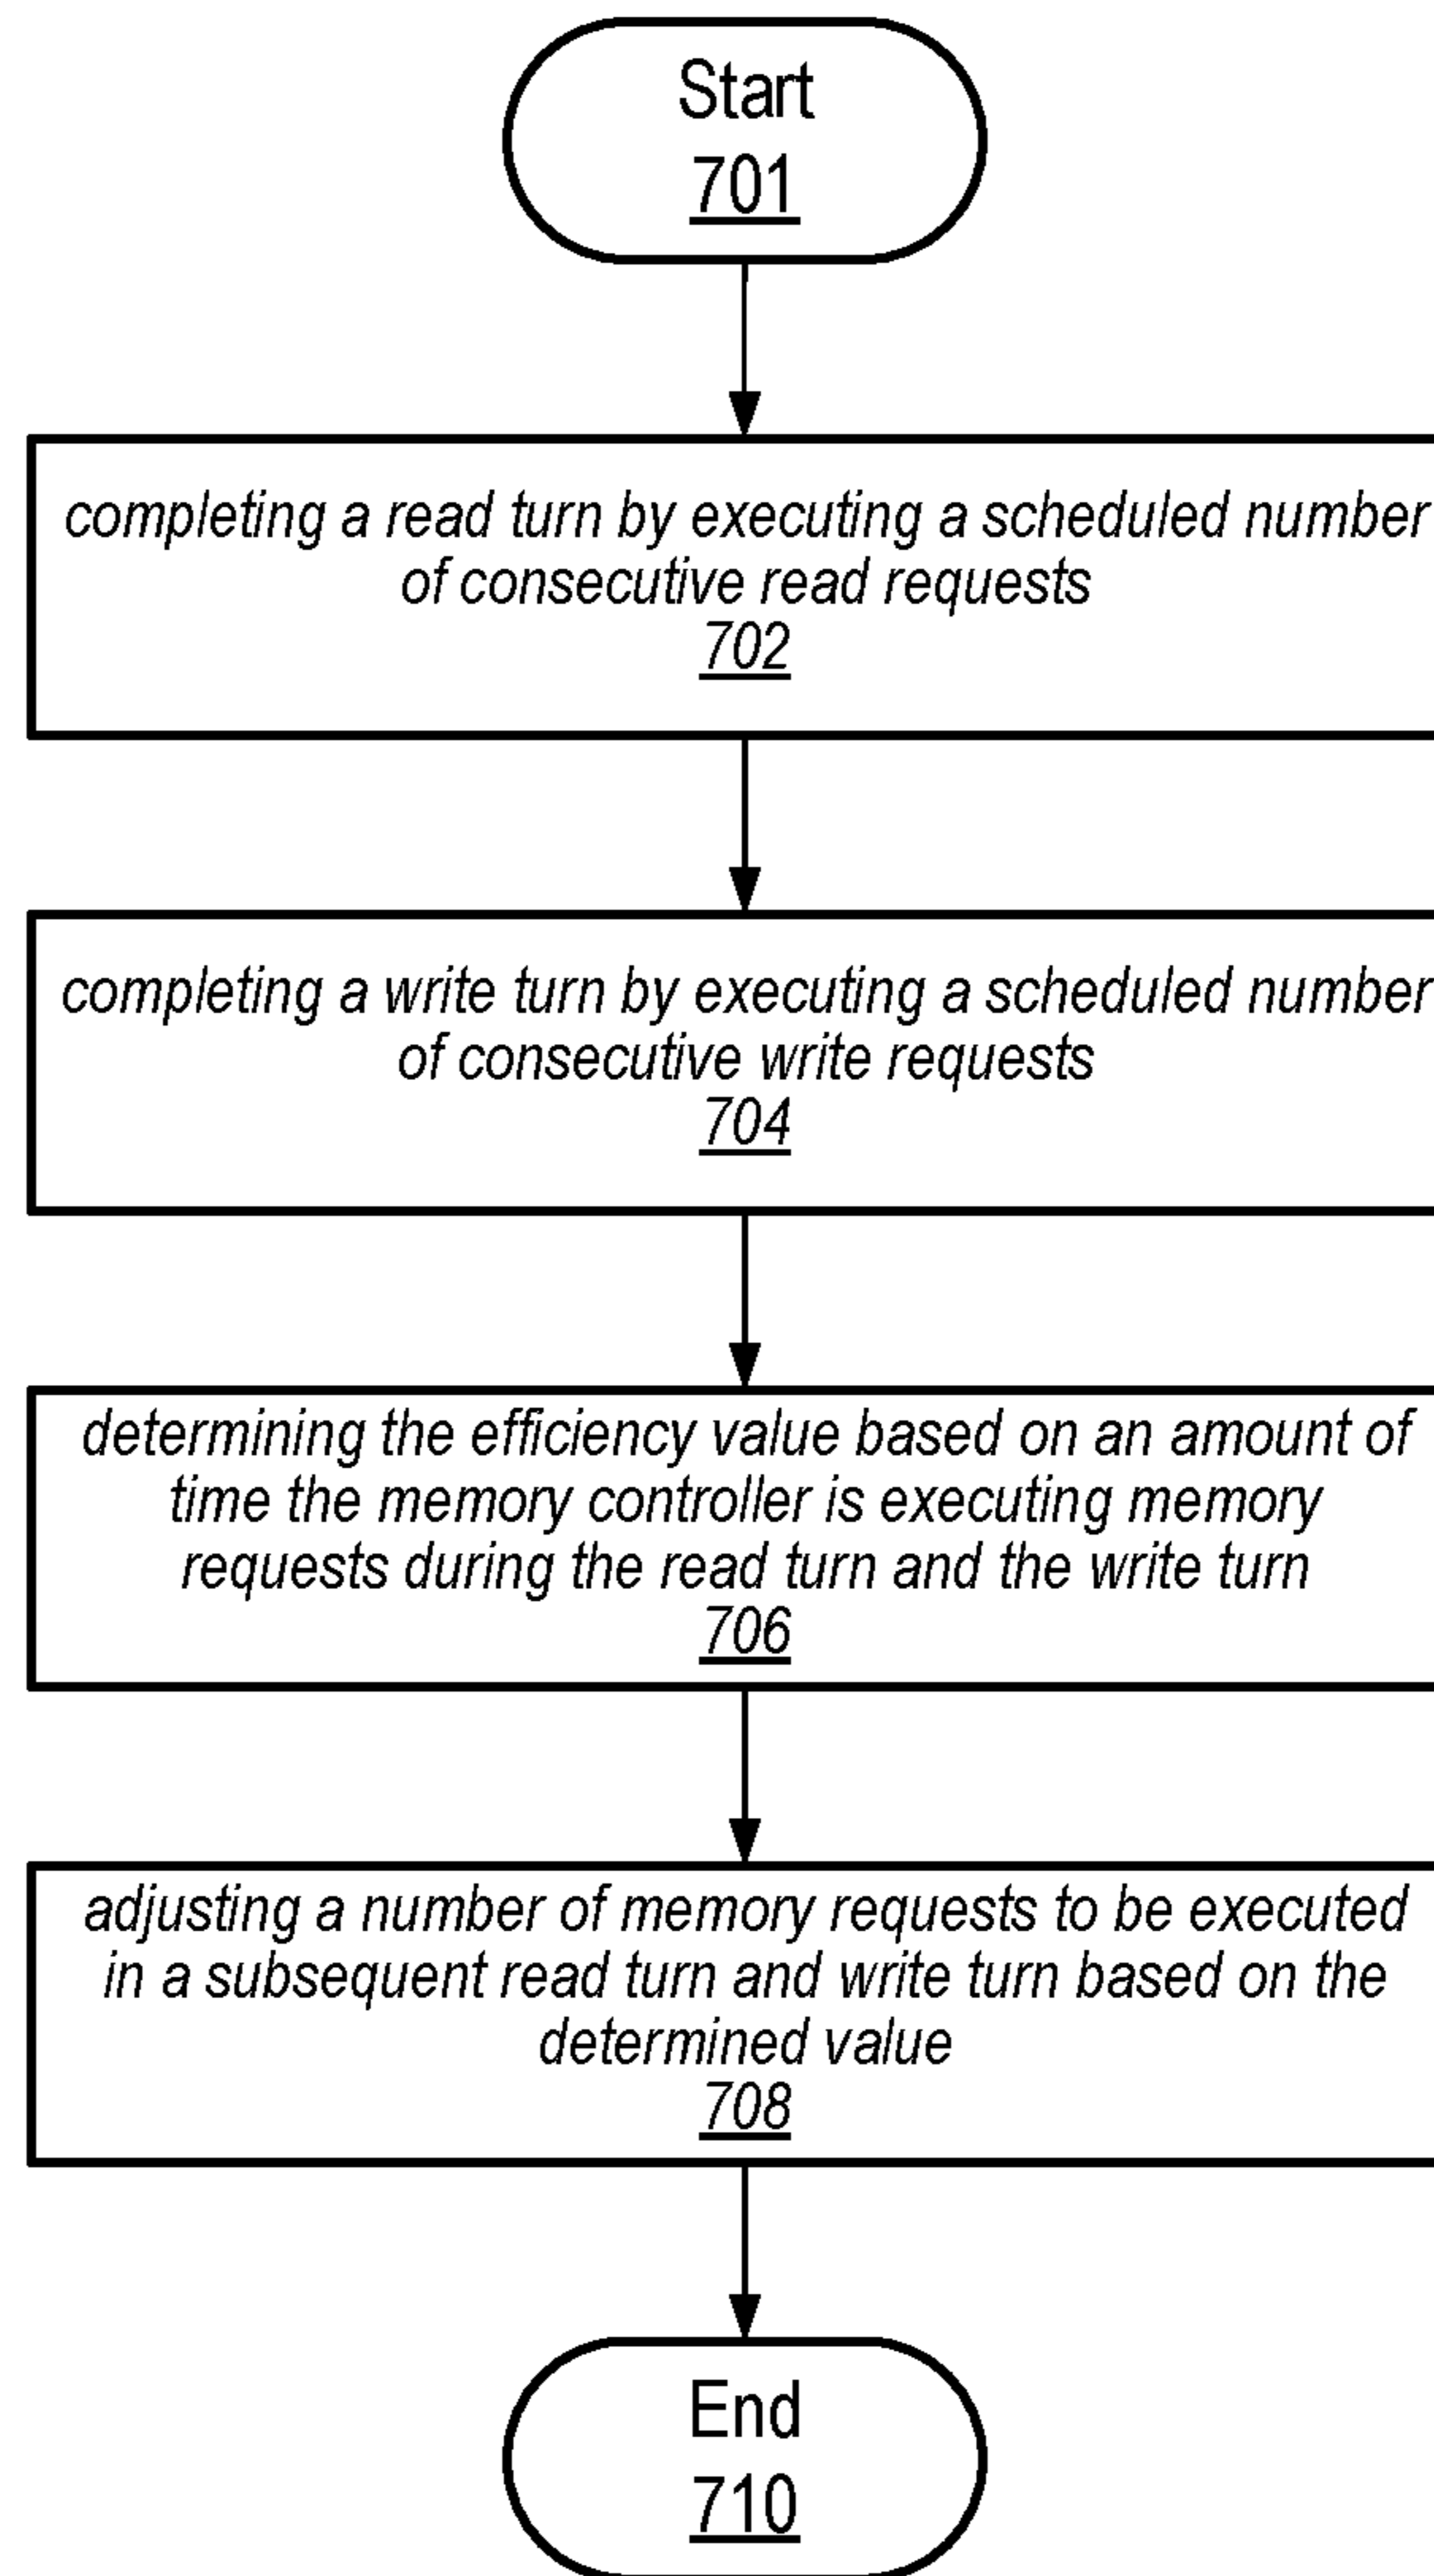 Start
701
completing a read turn by executing a scheduled number
of consecutive read requests
702
completing a write turn by executing a scheduled number
of consecutive write requests
704
determining the efficiency value based on an amount of
time the memory controller is executing memory
requests during the read turn and the write turn
706
adjusting a number of memory requests to be executed
in a subsequent read turn and write turn based on the
determined value
708
End
710